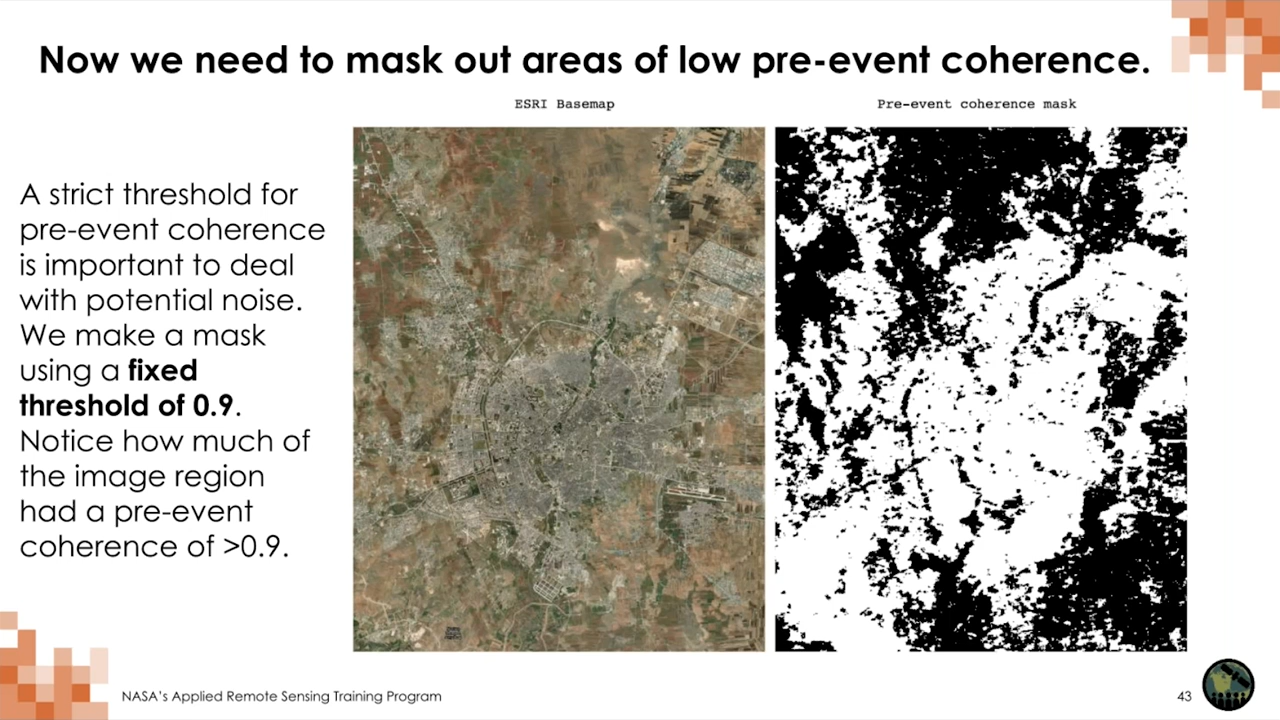 Now we need to mask out areas of low pre-event coherence.
ESRI Basemap
Pre-event coherence mask
A strict threshold for
pre-event coherence
is important to deal
with potential noise.
We make a mask
using a fixed
threshold of 0.9.
Notice how much of
the image region
had a pre-event
coherence of >0.9.
NASA's Applied Remote Sensing Training Program
43